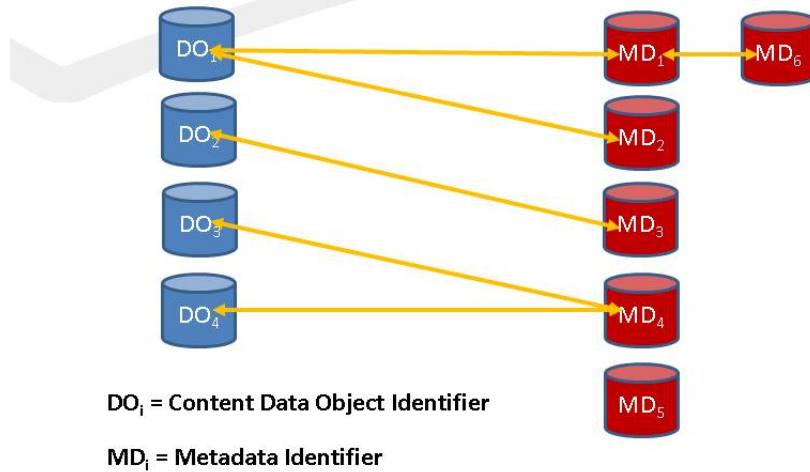 DO₁ MD₁ MD₆
DO₂ MD₂
DO₃ MD₃
DO₄ MD₄
MD₅
DOᵢ = Content Data Object Identifier
MDᵢ = Metadata Identifier